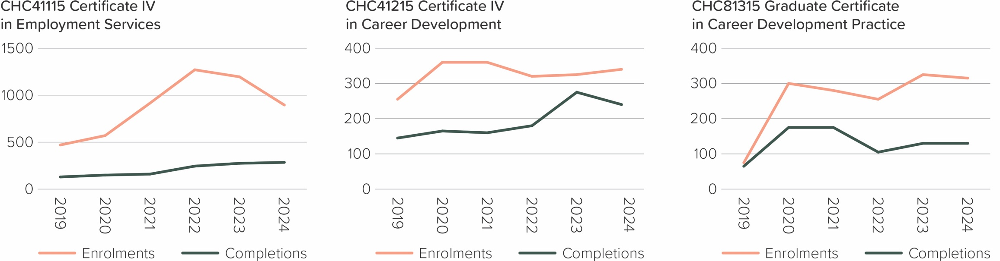 CHC41115 Certificate IV
in Employment Services
1500
1000
500
0
2019
2020
2021
2022
2023
2024
Enrolments
Completions
CHC41215 Certificate IV
in Career Development
400
300
200
100
0
2019
2020
2021
2022
2023
2024
Enrolments
Completions
CHC81315 Graduate Certificate
in Career Development Practice
400
300
200
100
0
2019
2020
2021
2022
2023
2024
Enrolments
Completions